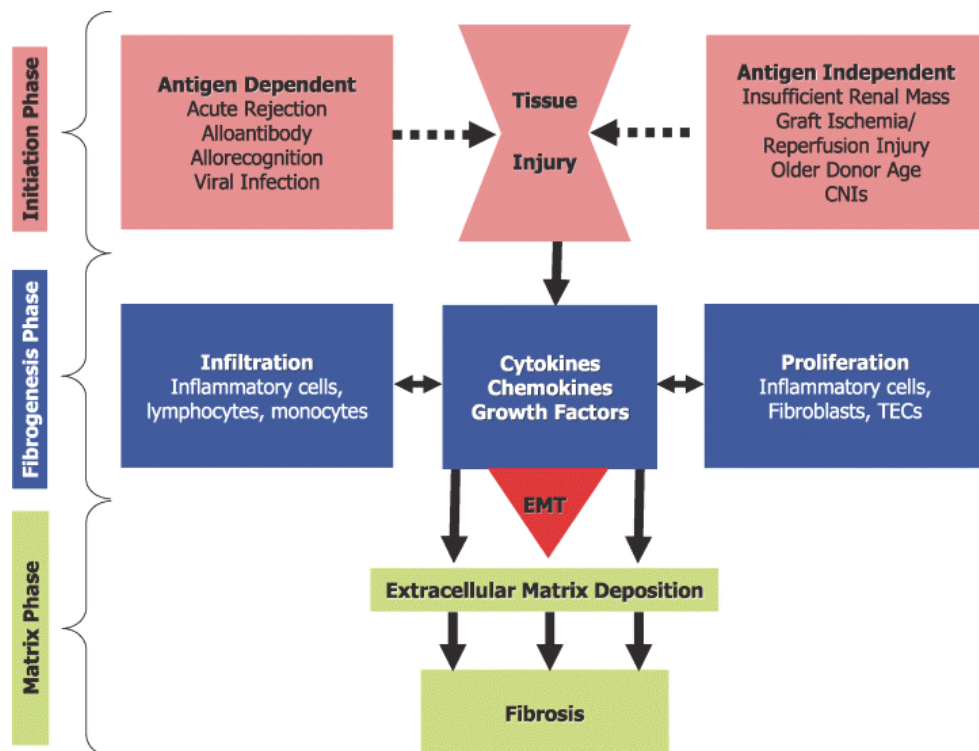 Initiation Phase
Antigen Dependent
Acute Rejection
Alloantibody
Allorecognition
Viral Infection
Tissue
Injury
Antigen Independent
Insufficient Renal Mass
Graft Ischemia/
Reperfusion Injury
Older Donor Age
CNIs
Fibrogenesis Phase
Infiltration
Inflammatory cells,
lymphocytes, monocytes
Cytokines
Chemokines
Growth Factors
Proliferation
Inflammatory cells,
Fibroblasts, TECs
EMT
Matrix Phase
Extracellular Matrix Deposition
Fibrosis